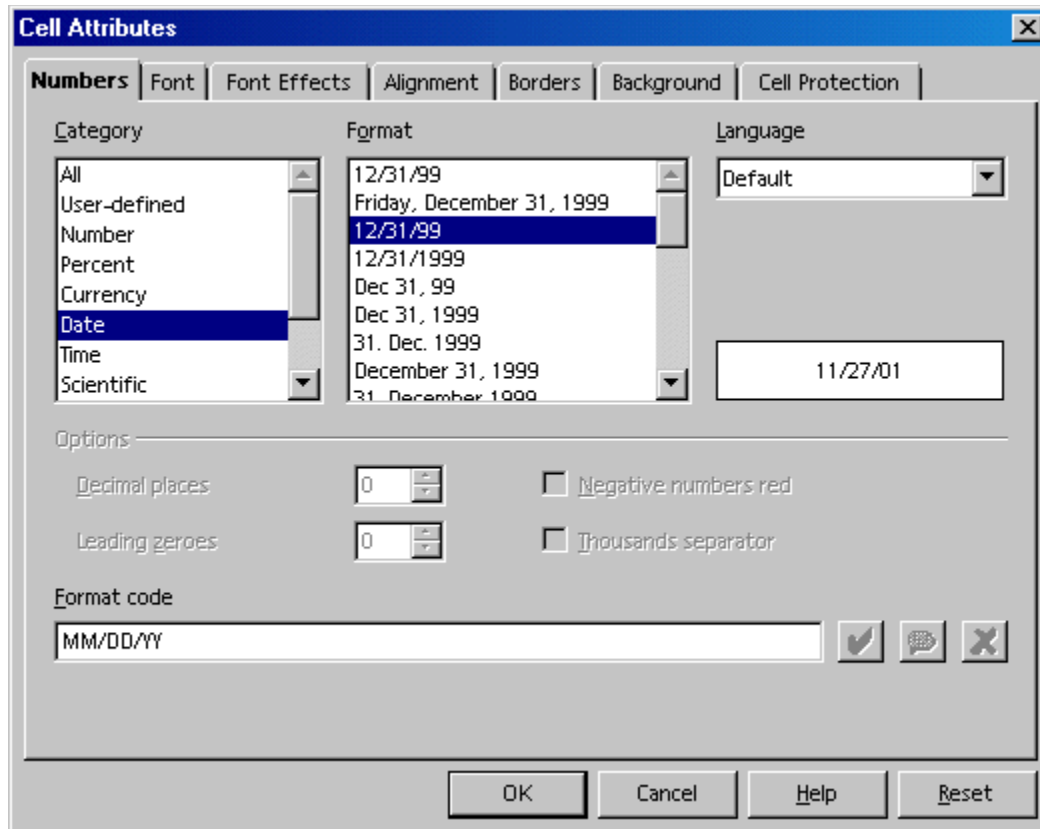 Cell Attributes
Numbers Font Font Effects Alignment Borders Background Cell Protection
Category
All
User-defined
Number
Percent
Currency
Date
Time
Scientific
Format
12/31/99
Friday, December 31, 1999
12/31/99
12/31/1999
Dec 31, 99
Dec 31, 1999
31. Dec. 1999
December 31, 1999
31. December 1999
Language
Default
11/27/01
Options
Decimal places 0 Negative numbers red
Leading zeroes 0 Thousands separator
Format code
MM/DD/YY
OK Cancel Help Reset